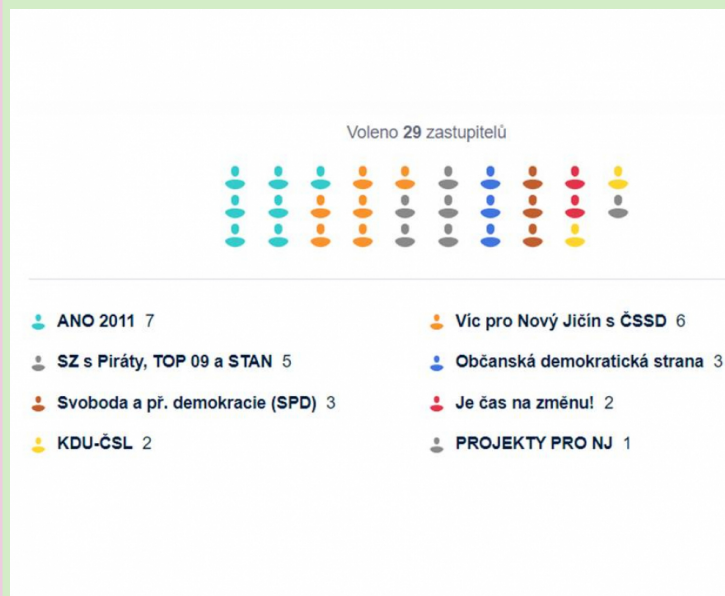 Voleno 29 zastupitelů
ANO 2011 7
Víc pro Nový Jičín s ČSSD 6
SZ s Piráty, TOP 09 a STAN 5
Občanská demokratická strana 3
Svoboda a př. demokracie (SPD) 3
Je čas na změnu! 2
KDU-ČSL 2
PROJEKTY PRO NJ 1